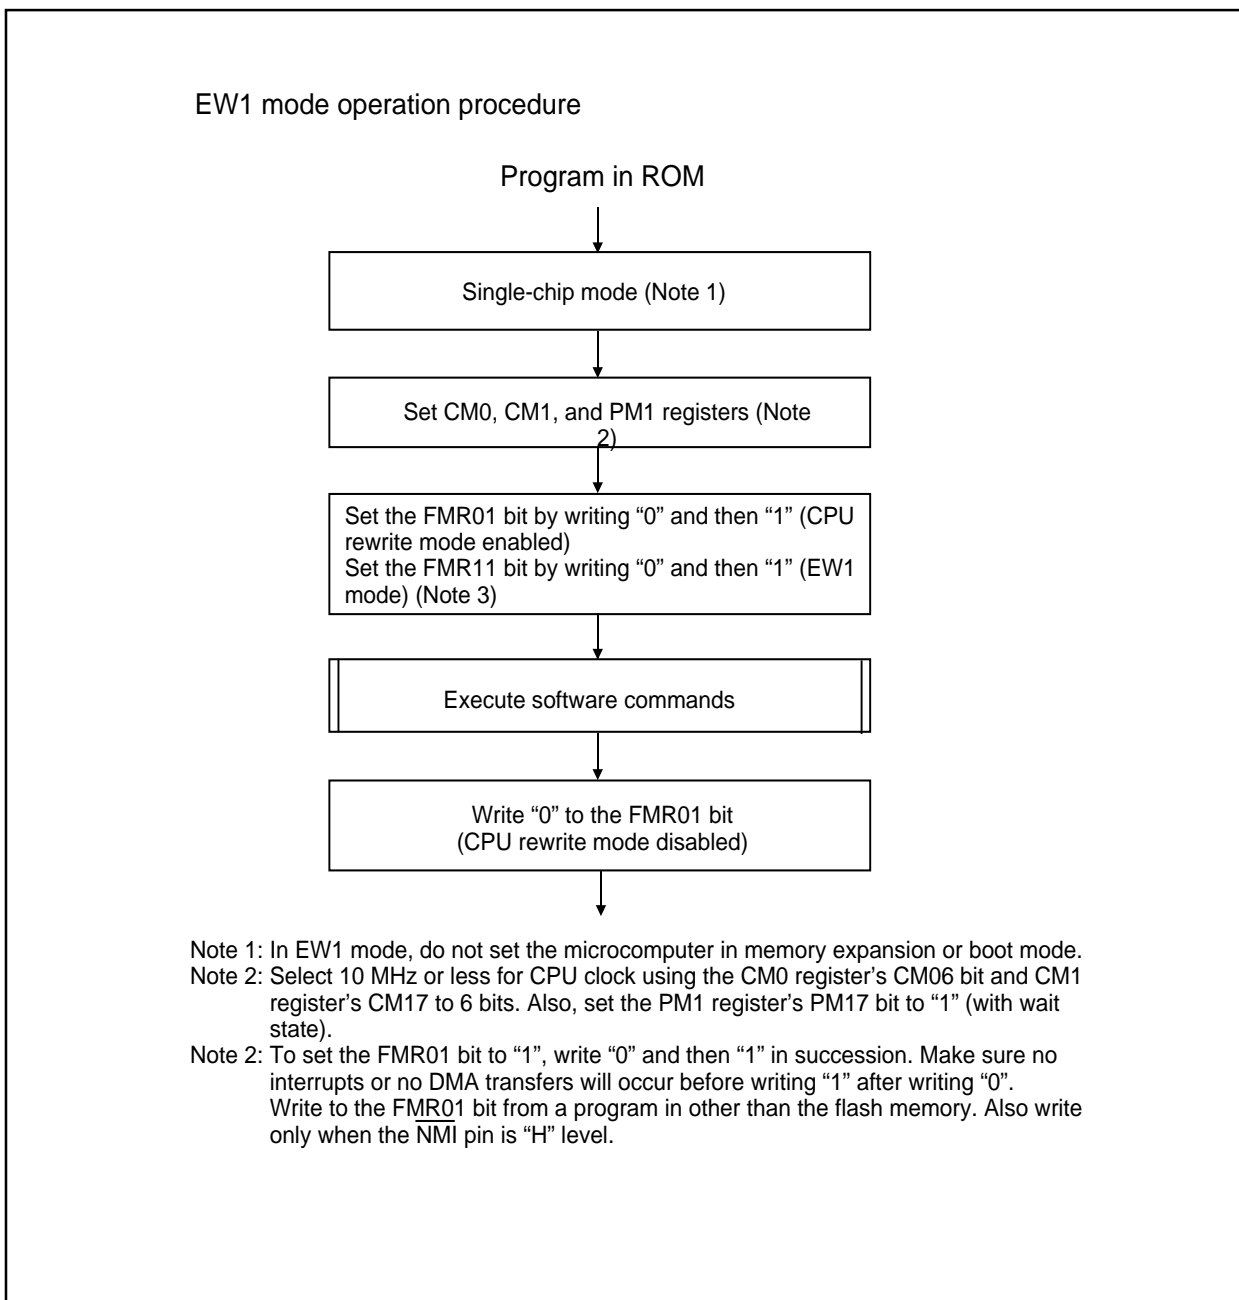 EW1 mode operation procedure
Program in ROM
Single-chip mode (Note 1)
Set CM0, CM1, and PM1 registers (Note
2)
Set the FMR01 bit by writing “0” and then “1” (CPU
rewrite mode enabled)
Set the FMR11 bit by writing “0” and then “1” (EW1
mode) (Note 3)
Execute software commands
Write “0” to the FMR01 bit
(CPU rewrite mode disabled)
Note 1: In EW1 mode, do not set the microcomputer in memory expansion or boot mode.
Note 2: Select 10 MHz or less for CPU clock using the CM0 register’s CM06 bit and CM1
register’s CM17 to 6 bits. Also, set the PM1 register’s PM17 bit to “1” (with wait
state).
Note 2: To set the FMR01 bit to “1”, write “0” and then “1” in succession. Make sure no
interrupts or no DMA transfers will occur before writing “1” after writing “0”.
Write to the FMR01 bit from a program in other than the flash memory. Also write
only when the NMI pin is “H” level.